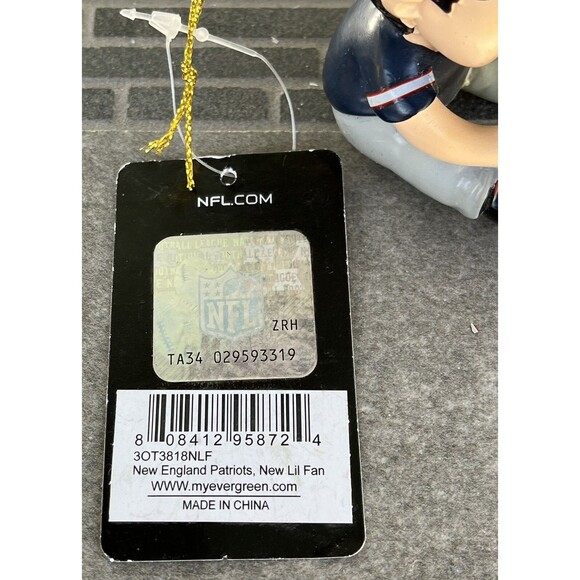 NFL.COM
NFL
ZRH
TA34 029593319
8 08412 95872 4
3OT3818NLF
New England Patriots, New Lil Fan
WWW.myevergreen.com
MADE IN CHINA